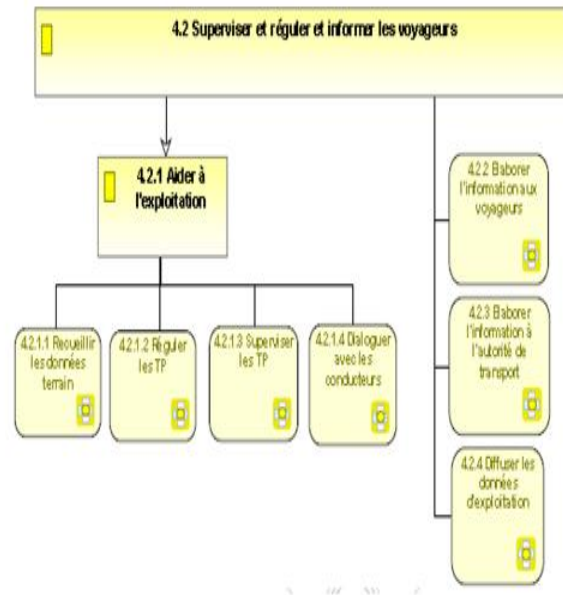 4.2 Superviser et réguler et informer les voyageurs
4.2.1 Aider à
l'exploitation
4.2.2 Elaborer
l'information aux
voyageurs
4.2.1.1 Recueillir
les données
terrain
4.2.1.2 Réguler
les TP
4.2.1.3 Superviser
les TP
4.2.1.4 Dialoguer
avec les
conducteurs
4.2.3 Elaborer
l'information à
l'autorité de
transport
4.2.4 Diffuser les
données
d'exploitation